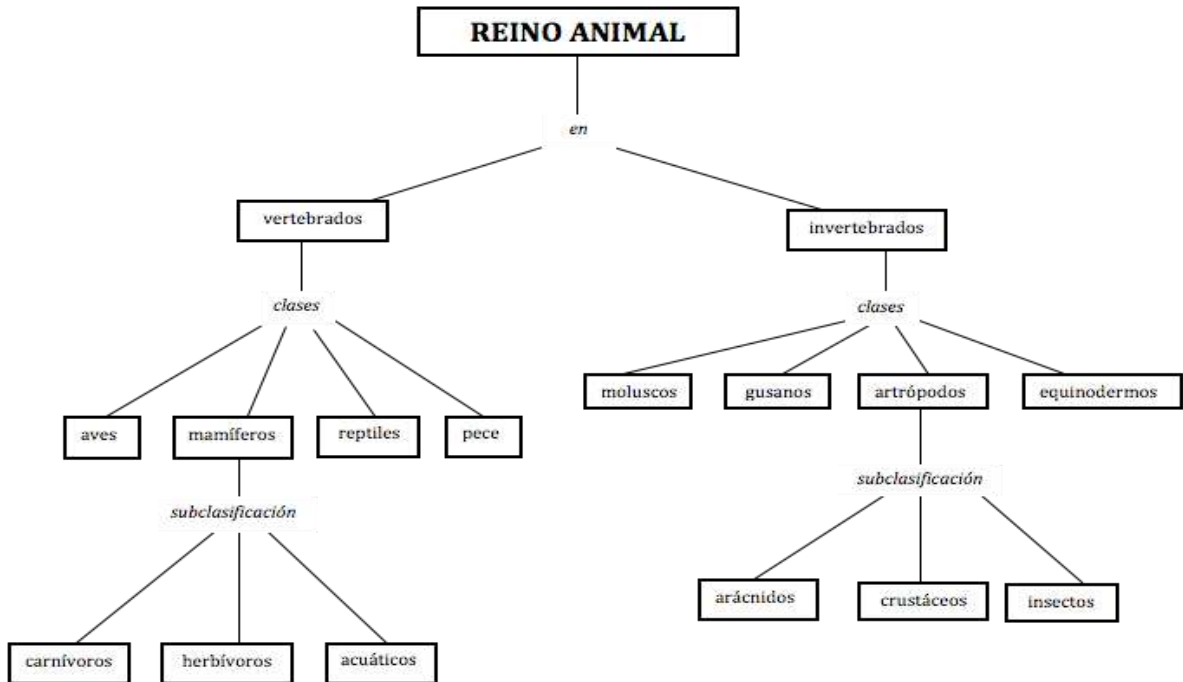 REINO ANIMAL
en
vertebrados
invertebrados
clases
clases
moluscos
gusanos
artrópodos
equinodermos
aves
mamíferos
reptiles
pece
subclasificación
subclasificación
arácnidos
crustáceos
insectos
carnívoros
herbívoros
acuáticos